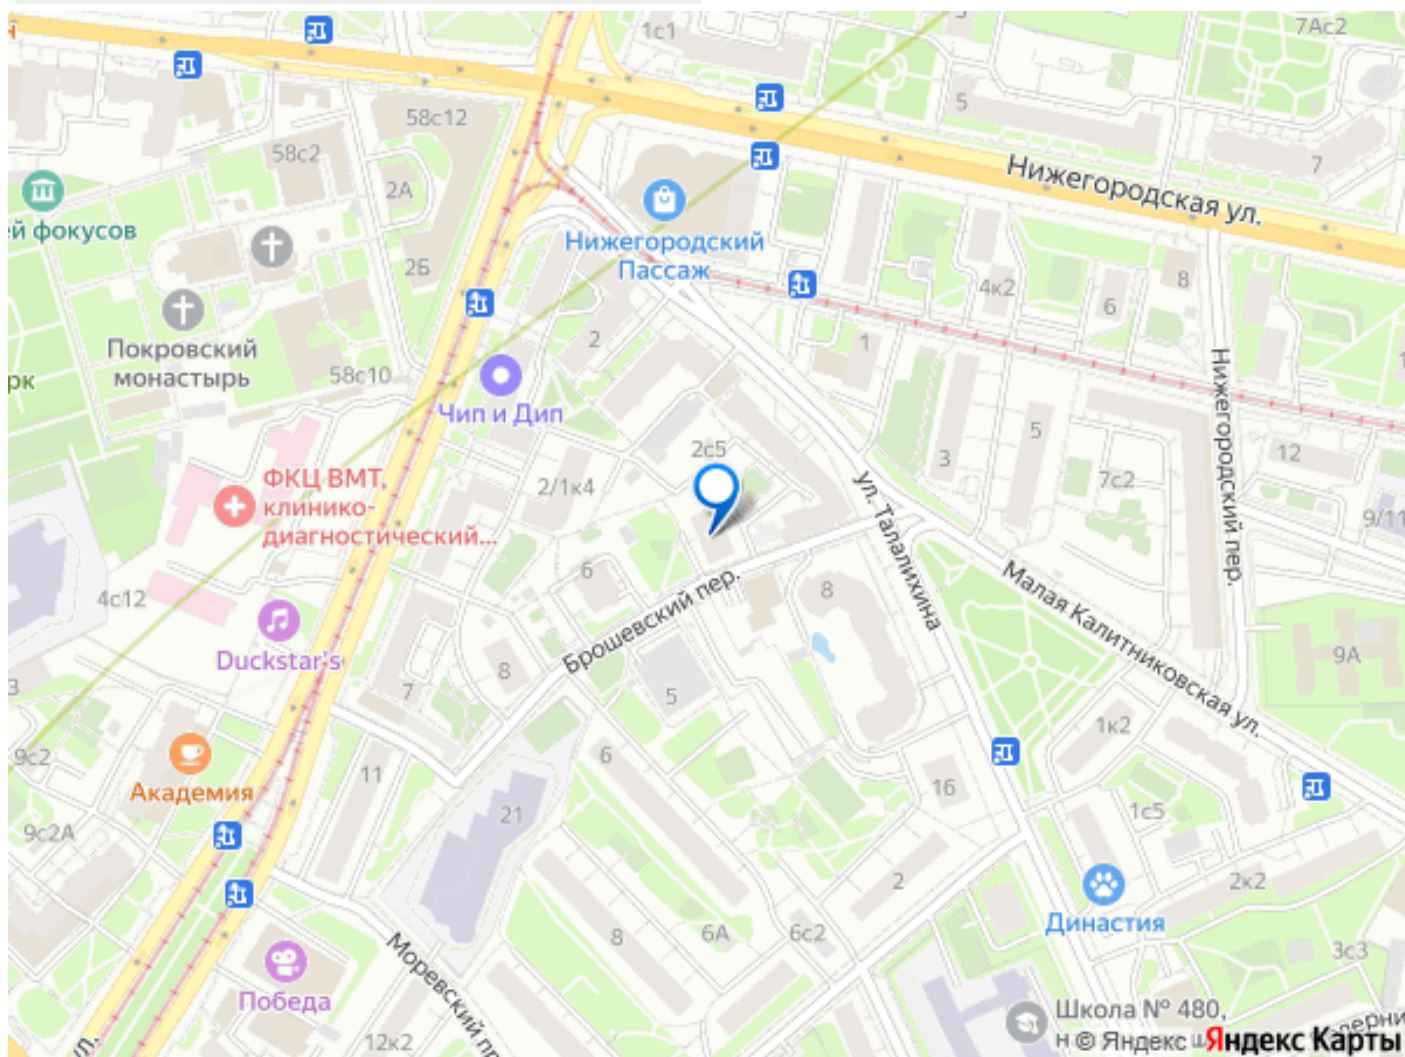 1с1
7Ас2
58с12
5
58с2
7
2А
Нижегородская ул.
й фокусов
Нижегородский
Пассаж
2Б
4к2
8
6
Покровский
монастырь
58с10
2
1
рк
Чип и Дип
Нижегородский пер.
5
2с5
3
12
7с2
ФКЦ ВМТ,
клинико-
диагностический...
2/1к4
ул. Талалихина
9/11
6
4с12
8
Малая Калитниковская ул.
Брошевский пер.
Duckstar's
8
7
5
9А
3
1к2
9с2
6
11
16
Академия
21
1с5
9с2А
2
2к2
Династия
8
6А
6с2
3с3
Моревский пр
Победа
Школа № 480,
12к2
ул.
© Яндекс
Яндекс Карты